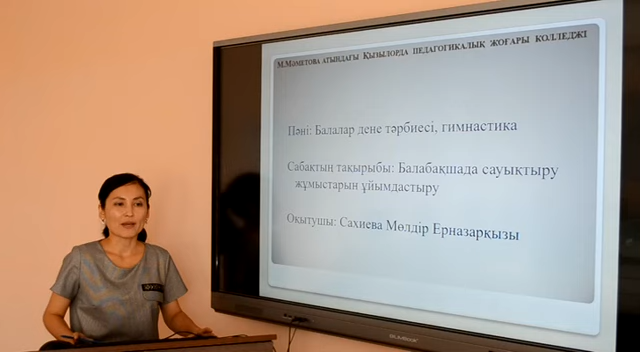 М.Мәметова атындағы Қызылорда педагогикалық жоғары колледжі
Пәні: Балалар дене тәрбиесі, гимнастика
Сабақтың тақырыбы: Балабақшада сауықтыру
жұмыстарын ұйымдастыру
Оқытушы: Сахиева Мөлдір Ерназарқызы